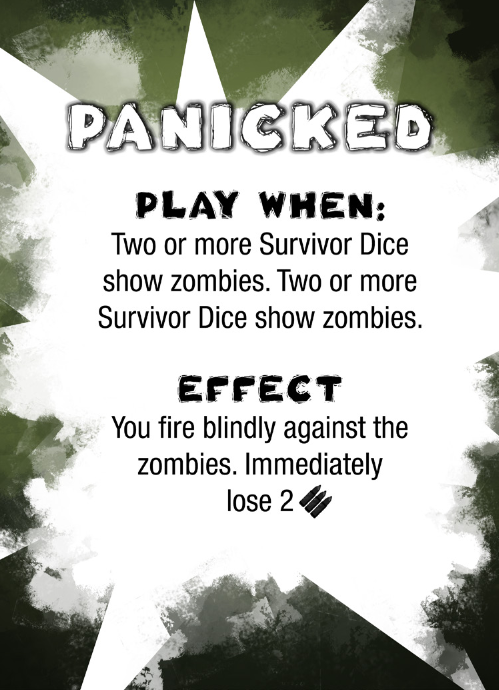 PANICKED
PLAY WHEN:
Two or more Survivor Dice
show zombies. Two or more
Survivor Dice show zombies.
EFFECT
You fire blindly against the
zombies. Immediately
lose 2